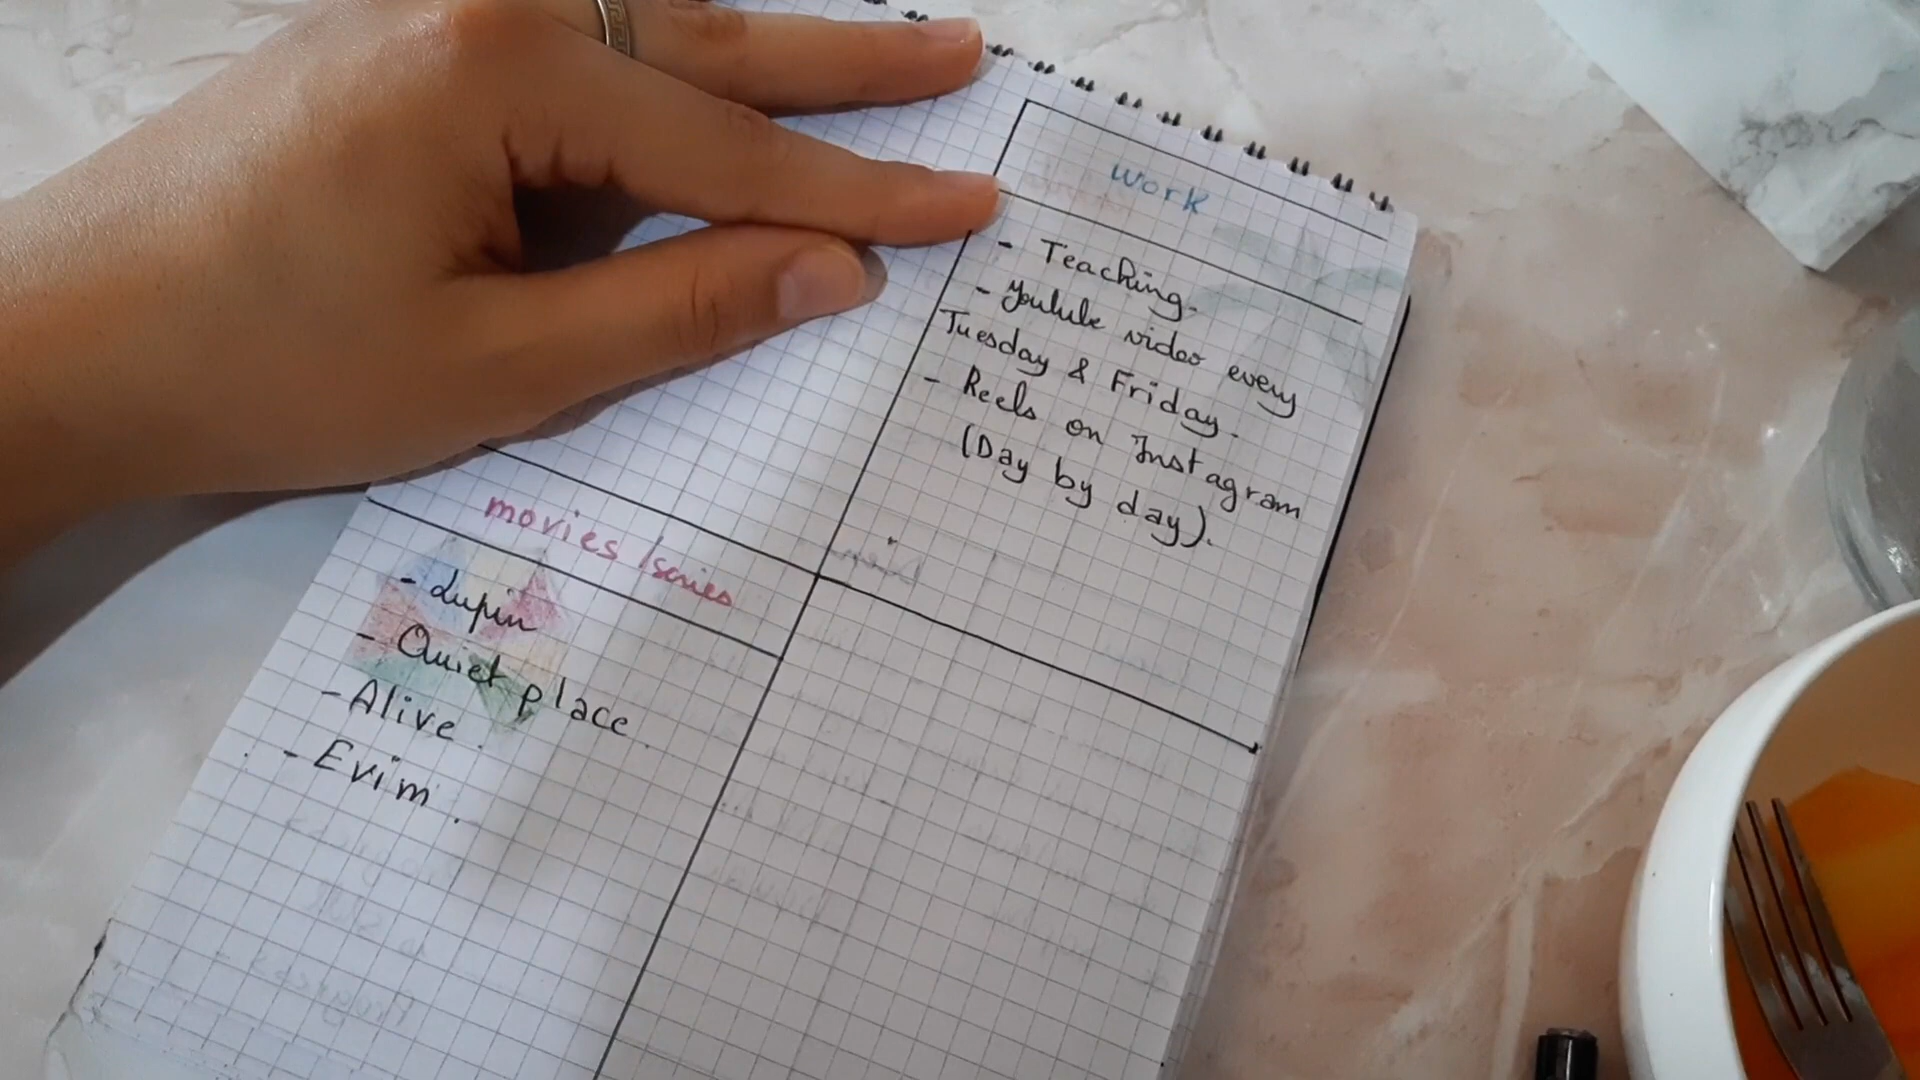 work
- Teaching.
- Youtube video every
Tuesday & Friday.
- Reels on Instagram
(Day by day).
movies /series
- Lupin
- Quiet place.
- Alive.
- Evim.